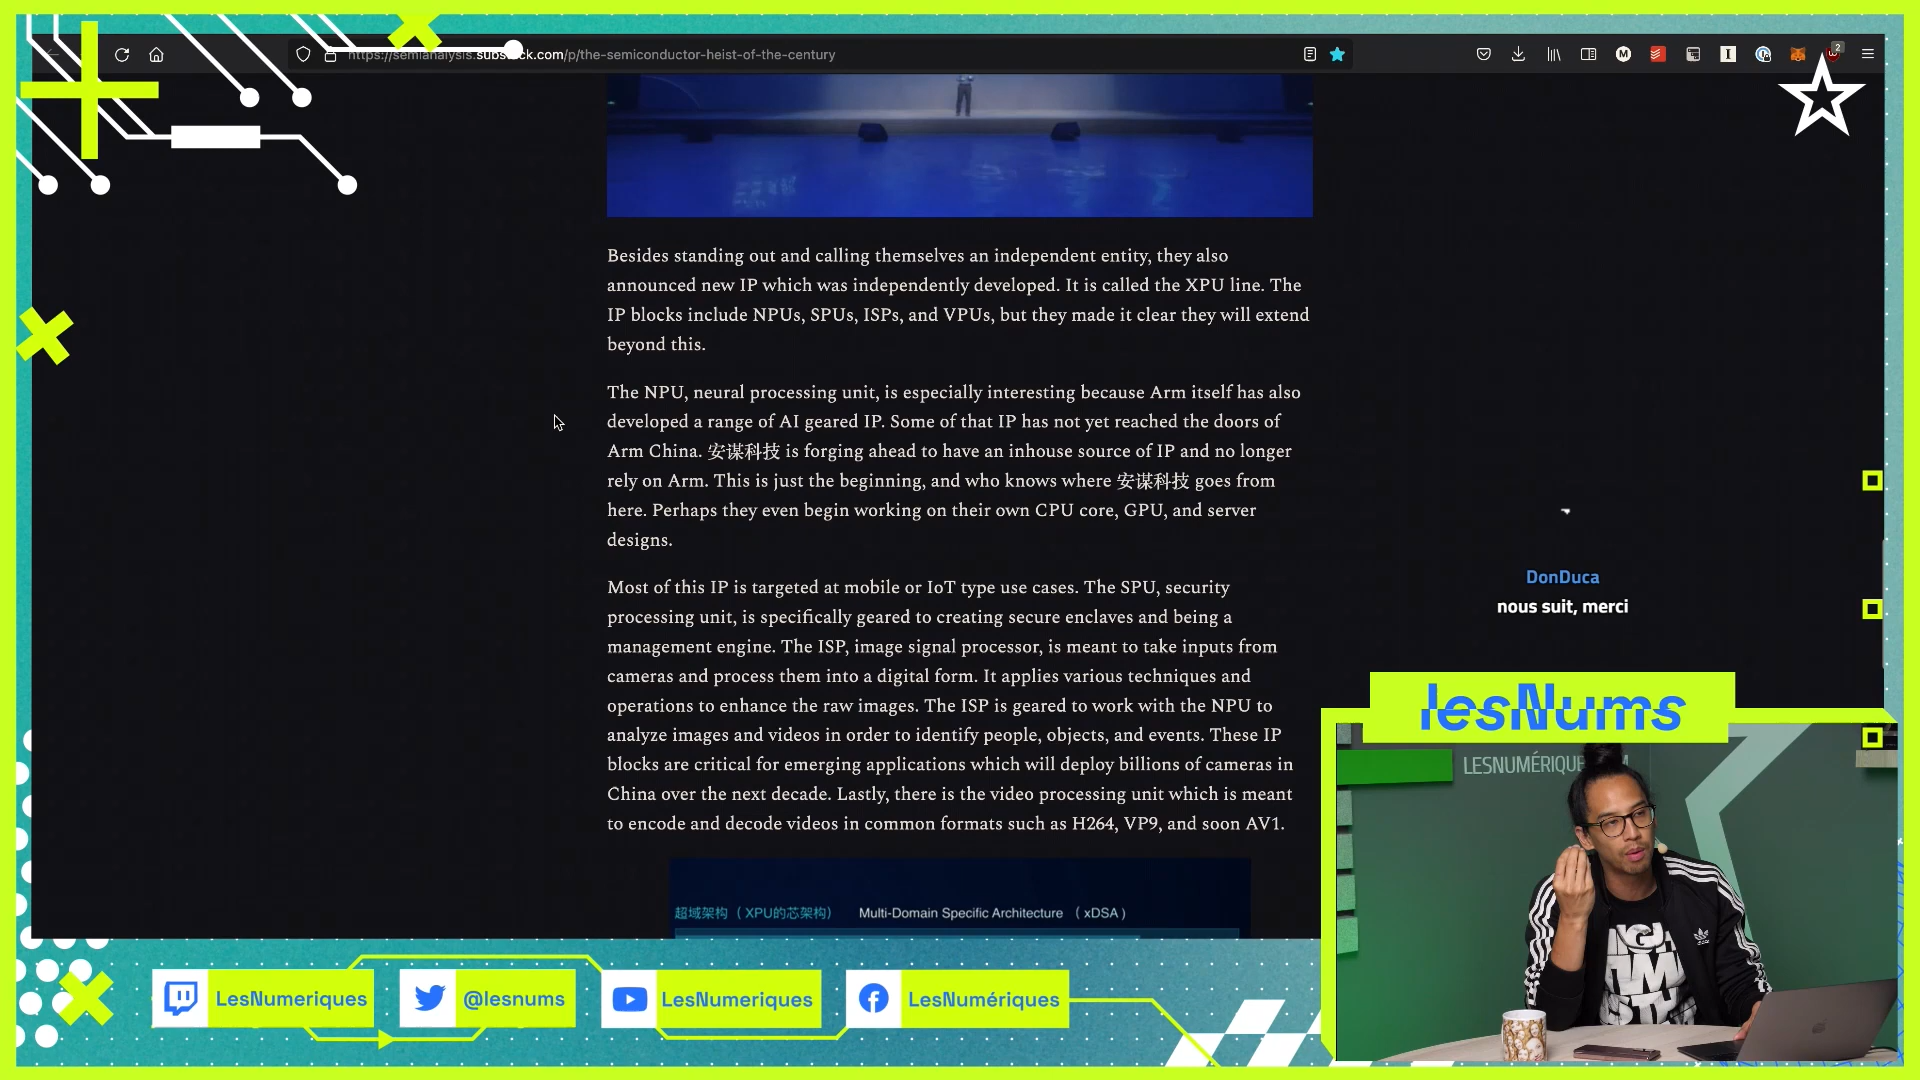 https://semianalysis.substack.com/p/the-semiconductor-heist-of-the-century
M
I
2
Besides standing out and calling themselves an independent entity, they also
announced new IP which was independently developed. It is called the XPU line. The
IP blocks include NPUs, SPUs, ISPs, and VPUs, but they made it clear they will extend
beyond this.
The NPU, neural processing unit, is especially interesting because Arm itself has also
developed a range of AI geared IP. Some of that IP has not yet reached the doors of
Arm China. 安谋科技 is forging ahead to have an inhouse source of IP and no longer
rely on Arm. This is just the beginning, and who knows where 安谋科技 goes from
here. Perhaps they even begin working on their own CPU core, GPU, and server
designs.
Most of this IP is targeted at mobile or IoT type use cases. The SPU, security
processing unit, is specifically geared to creating secure enclaves and being a
management engine. The ISP, image signal processor, is meant to take inputs from
cameras and process them into a digital form. It applies various techniques and
operations to enhance the raw images. The ISP is geared to work with the NPU to
analyze images and videos in order to identify people, objects, and events. These IP
blocks are critical for emerging applications which will deploy billions of cameras in
China over the next decade. Lastly, there is the video processing unit which is meant
to encode and decode videos in common formats such as H264, VP9, and soon AV1.
超域架构（XPU的芯架构） Multi-Domain Specific Architecture （xDSA）
DonDuca
nous suit, merci
lesNums
LESNUMÉRIQUE
LesNumeriques
@lesnums
LesNumeriques
LesNumériques